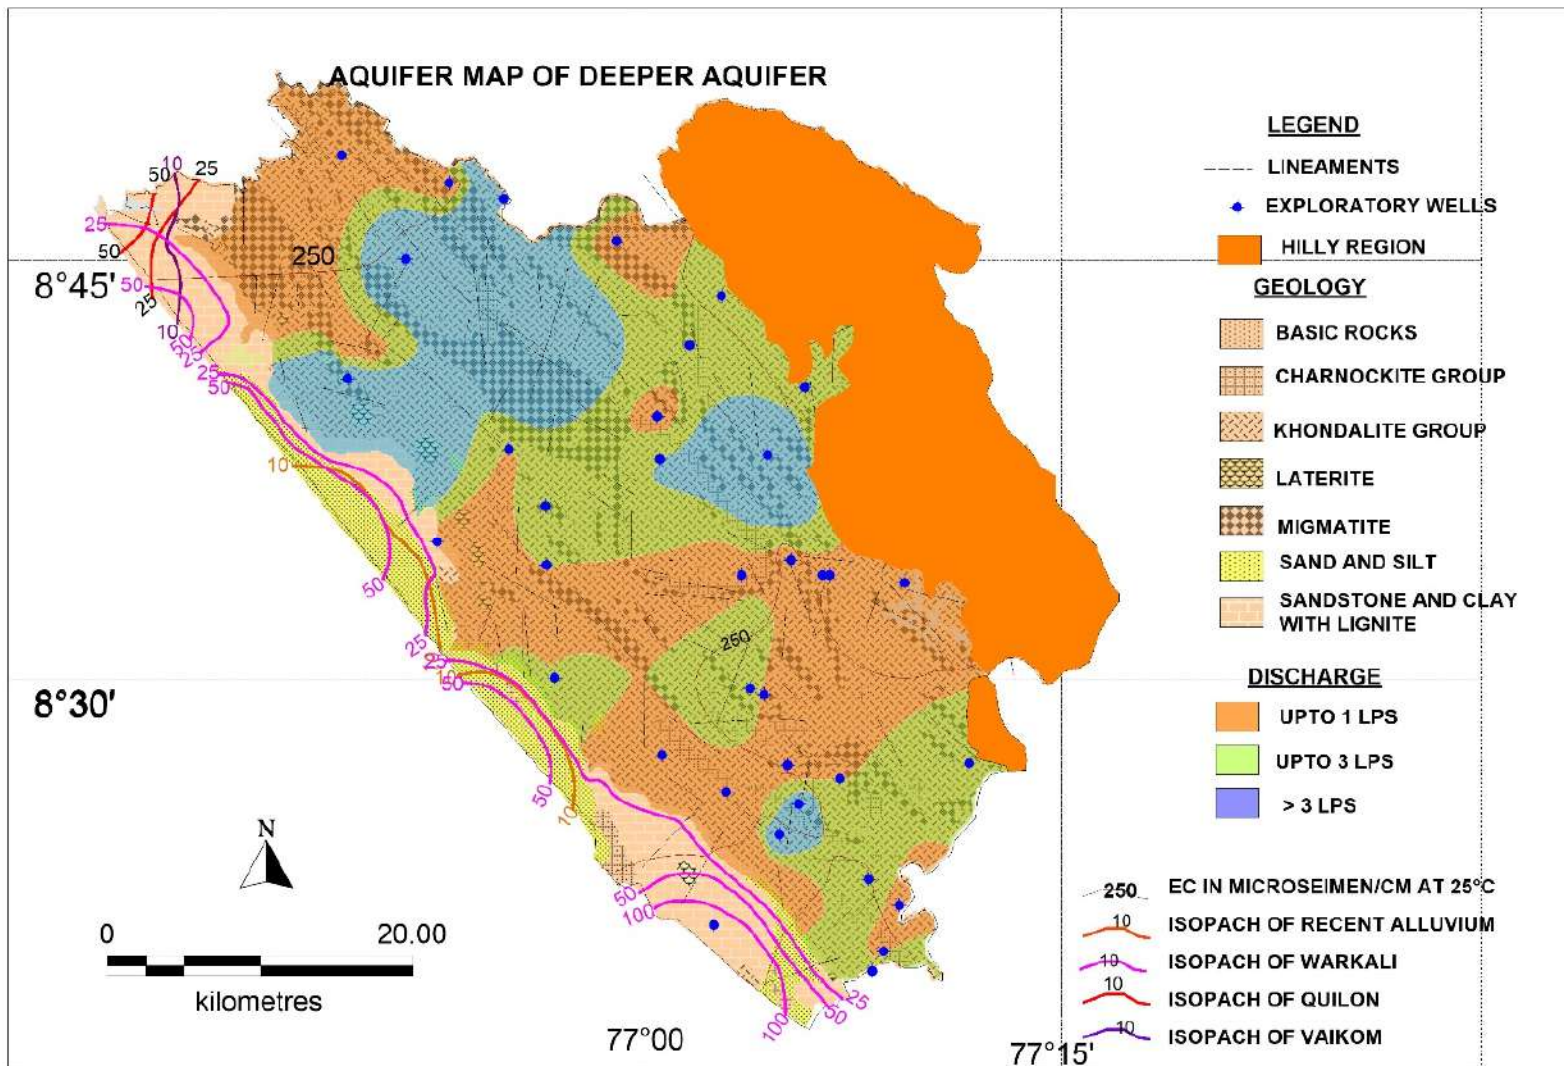 AQUIFER MAP OF DEEPER AQUIFER
LEGEND
LINEAMENTS
EXPLORATORY WELLS
HILLY REGION
GEOLOGY
BASIC ROCKS
CHARNOCKITE GROUP
KHONDALITE GROUP
LATERITE
MIGMATITE
SAND AND SILT
SANDSTONE AND CLAY
WITH LIGNITE
DISCHARGE
UPTO 1 LPS
UPTO 3 LPS
> 3 LPS
250 EC IN MICROSEIMEN/CM AT 25°C
10 ISOPACH OF RECENT ALLUVIUM
10 ISOPACH OF WARKALI
10 ISOPACH OF QUILON
10 ISOPACH OF VAIKOM
10
50
25
25
50
250
8°45'
50
25
10
50
25
25
50
10
50
25
250
25
10
50
8°30'
50
10
50
100
N
0 20.00
kilometres
25
50
100
77°00
77°15'